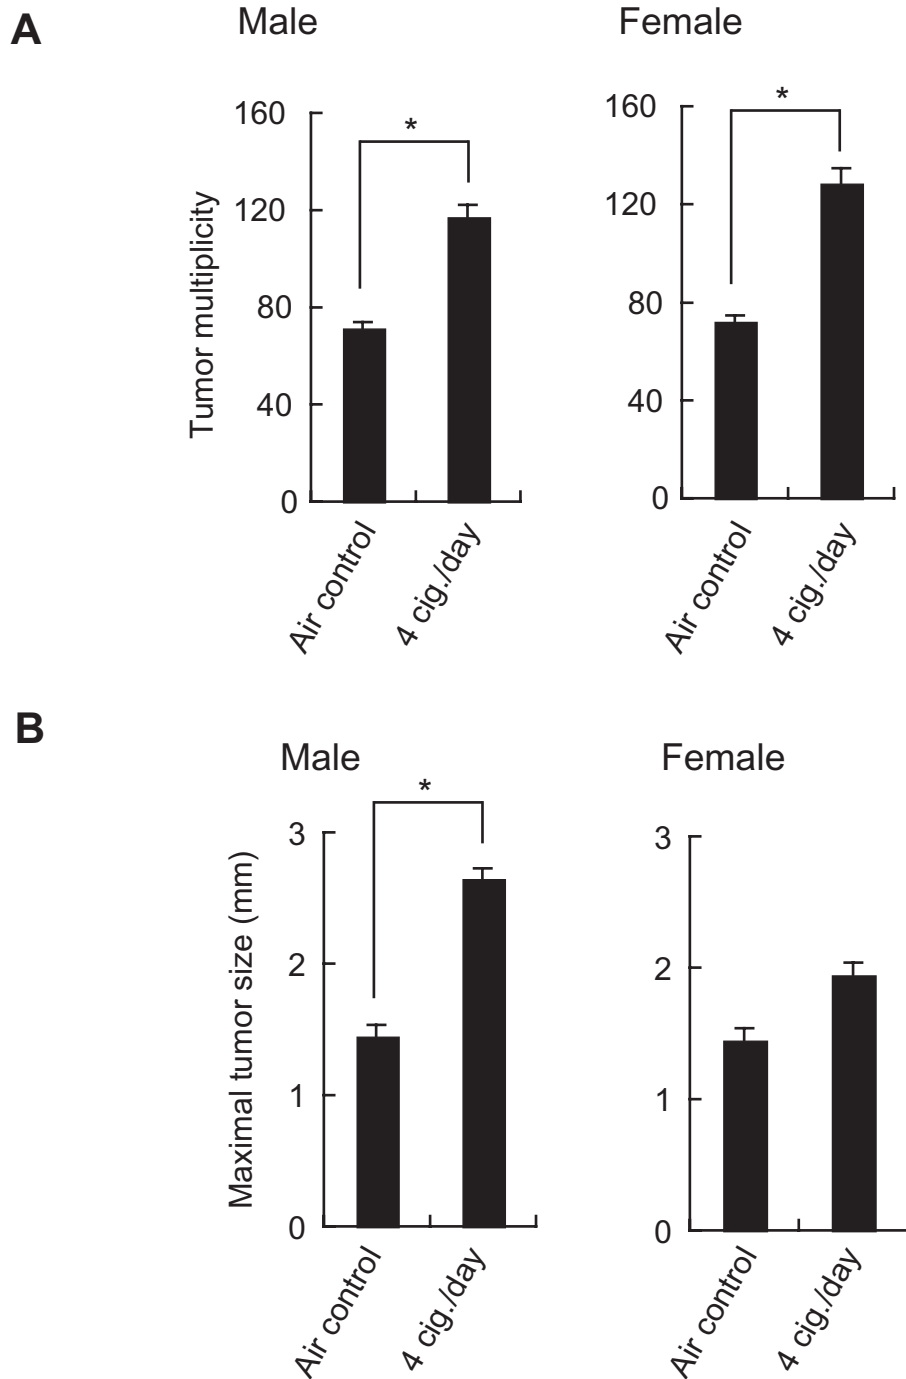 A
Male
Female
Tumor multiplicity
160
120
80
40
0
*
Air control
4 cig./day
160
120
80
40
0
*
Air control
4 cig./day
B
Male
Female
Maximal tumor size (mm)
3
2
1
0
*
Air control
4 cig./day
3
2
1
0
Air control
4 cig./day